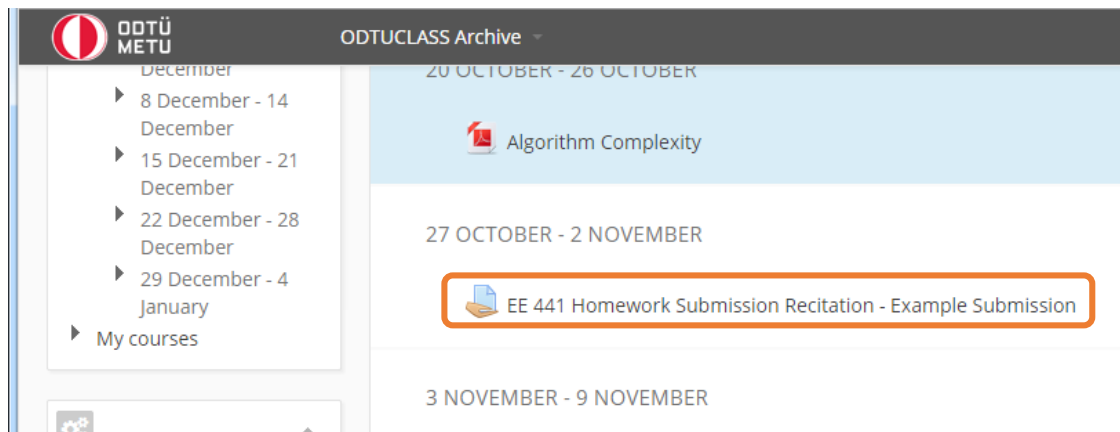 ODTÜ
METU
ODTUCLASS Archive
December
8 December - 14
December
15 December - 21
December
22 December - 28
December
29 December - 4
January
My courses
20 OCTOBER - 26 OCTOBER
Algorithm Complexity
27 OCTOBER - 2 NOVEMBER
EE 441 Homework Submission Recitation - Example Submission
3 NOVEMBER - 9 NOVEMBER